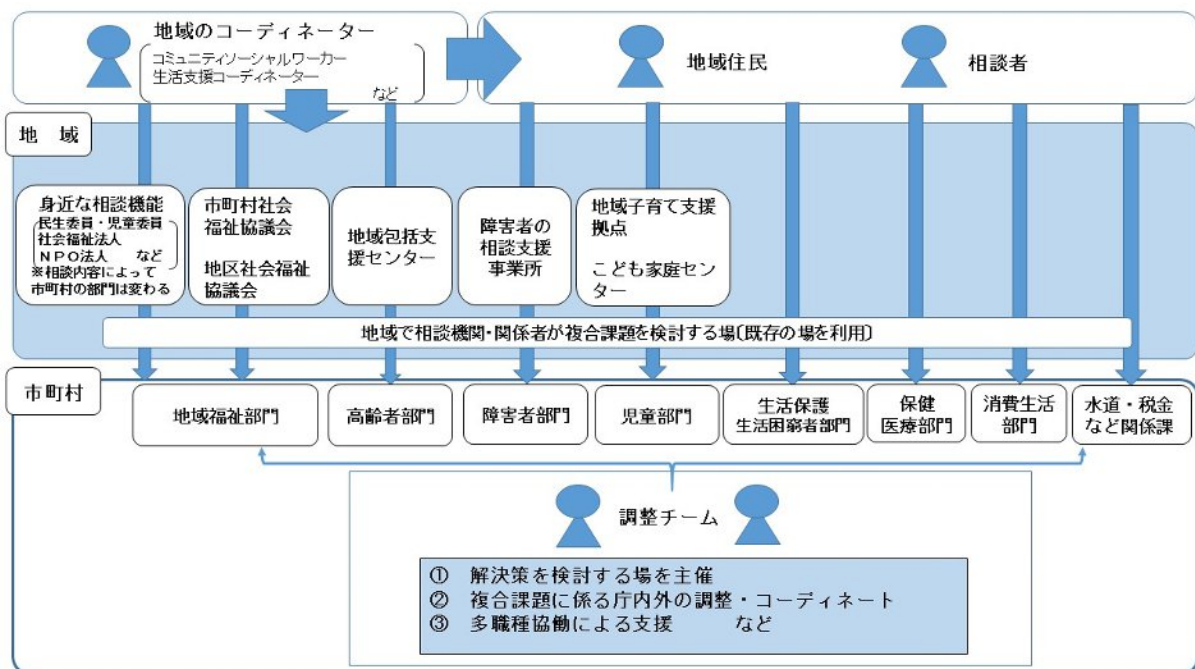 地域のコーディネーター
コミュニティソーシャルワーカー
生活支援コーディネーター
など
地域住民
相談者
地　域
身近な相談機能
民生委員・児童委員
社会福祉法人
ＮＰＯ法人　　など
※相談内容によって
市町村の部門は変わる
市町村社会
福祉協議会
地区社会福祉
協議会
地域包括支
援センター
障害者の
相談支援
事業所
地域子育て支援
拠点
こども家庭セン
ター
地域で相談機関・関係者が複合課題を検討する場〔既存の場を利用〕
市町村
地域福祉部門
高齢者部門
障害者部門
児童部門
生活保護
生活困窮者部門
保健
医療部門
消費生活
部門
水道・税金
など関係課
調整チーム
①　解決策を検討する場を主催
②　複合課題に係る庁内外の調整・コーディネート
③　多職種協働による支援　　　など